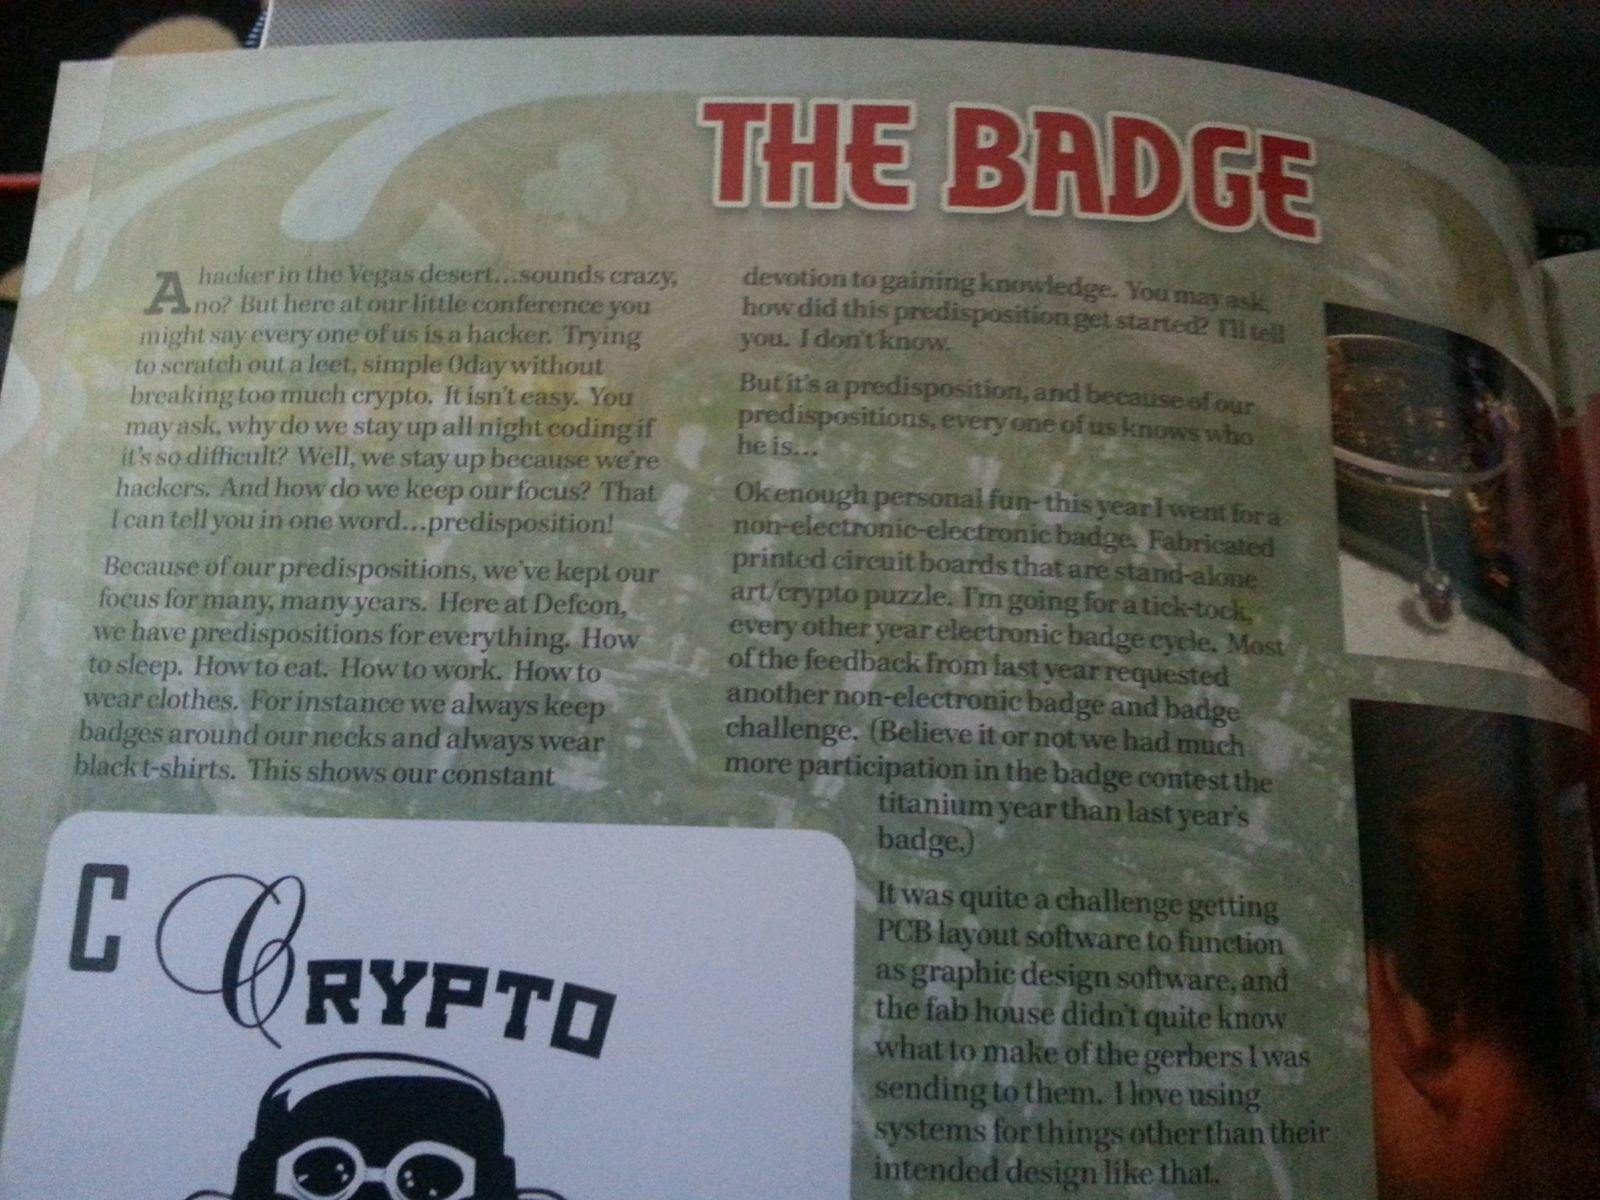 THE BADGE
A hacker in the Vegas desert...sounds crazy,
no? But here at our little conference you
might say every one of us is a hacker. Trying
to scratch out a leet, simple 0day without
breaking too much crypto. It isn't easy. You
may ask, why do we stay up all night coding if
it's so difficult? Well, we stay up because we're
hackers. And how do we keep our focus? That
I can tell you in one word...predisposition!
Because of our predispositions, we've kept our
focus for many, many years. Here at Defcon,
we have predispositions for everything. How
to sleep. How to eat. How to work. How to
wear clothes. For instance we always keep
badges around our necks and always wear
black t-shirts. This shows our constant
devotion to gaining knowledge. You may ask,
how did this predisposition get started? I'll tell
you. I don't know.
But it's a predisposition, and because of our
predispositions, every one of us knows who
he is...
Ok enough personal fun- this year I went for a
non-electronic-electronic badge. Fabricated
printed circuit boards that are stand-alone
art/crypto puzzle. I'm going for a tick-tock,
every other year electronic badge cycle. Most
of the feedback from last year requested
another non-electronic badge and badge
challenge. (Believe it or not we had much
more participation in the badge contest the
titanium year than last year's
badge.)
It was quite a challenge getting
PCB layout software to function
as graphic design software, and
the fab house didn't quite know
what to make of the gerbers I was
sending to them. I love using
systems for things other than their
intended design like that.
C CRYPTO